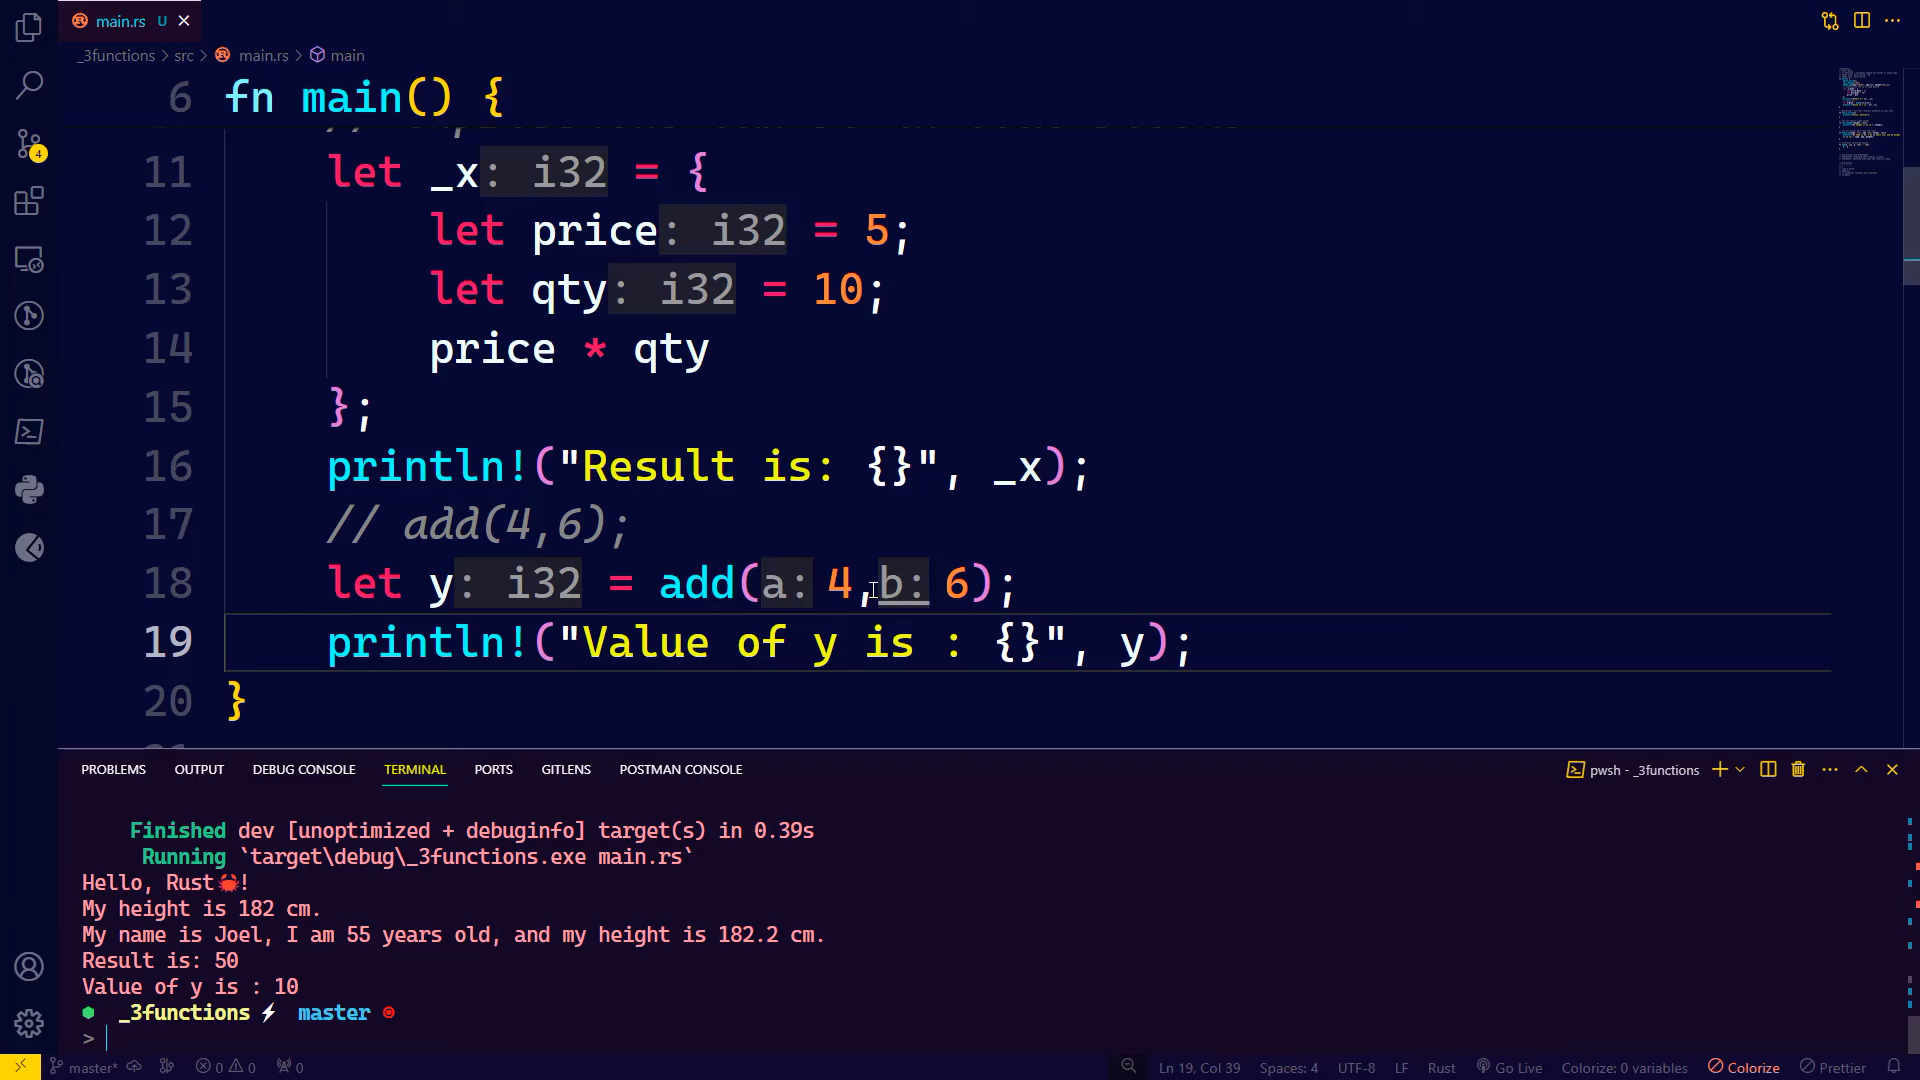 main.rs U
_3functions > src > main.rs > main
6 fn main() {
11 let _x: i32 = {
12 let price: i32 = 5;
13 let qty: i32 = 10;
14 price * qty
15 };
16 println!("Result is: {}", _x);
17 // add(4,6);
18 let y: i32 = add(a: 4,b: 6);
19 println!("Value of y is : {}", y);
20 }
PROBLEMS OUTPUT DEBUG CONSOLE TERMINAL PORTS GITLENS POSTMAN CONSOLE pwsh - _3functions
Finished dev [unoptimized + debuginfo] target(s) in 0.39s
Running `target\debug\_3functions.exe main.rs`
Hello, Rust🦀!
My height is 182 cm.
My name is Joel, I am 55 years old, and my height is 182.2 cm.
Result is: 50
Value of y is : 10
_3functions ⚡ master
>
4
master* 0 0 0 Ln 19, Col 39 Spaces: 4 UTF-8 LF Rust Go Live Colorize: 0 variables Colorize Prettier